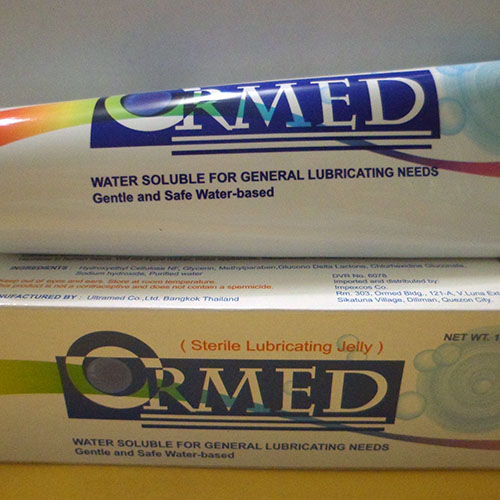 ORMED
WATER SOLUBLE FOR GENERAL LUBRICATING NEEDS
Gentle and Safe Water-based
INGREDIENTS : Hydroxyethyl Cellulose NF, Glycerin, Methylparaben, Glucono Delta Lactone, Chlorhexidine Gluconate,
Sodium hydroxide, Purified water
out of eyes and ears. Store at room temperature.
product is not a contraceptive and does not contain a spermicide.
BY : Ultramed Co.,Ltd. Bangkok Thailand
DVR No. 6078
Imported and distributed by:
Impexcos Co.
Rm. 303, Ormed Bldg., 121-A, V.Luna Ext
Sikatuna Village, Diliman, Quezon City.
( Sterile Lubricating Jelly )
NET WT.
ORMED
WATER SOLUBLE FOR GENERAL LUBRICATING NEEDS
Gentle and Safe Water-based